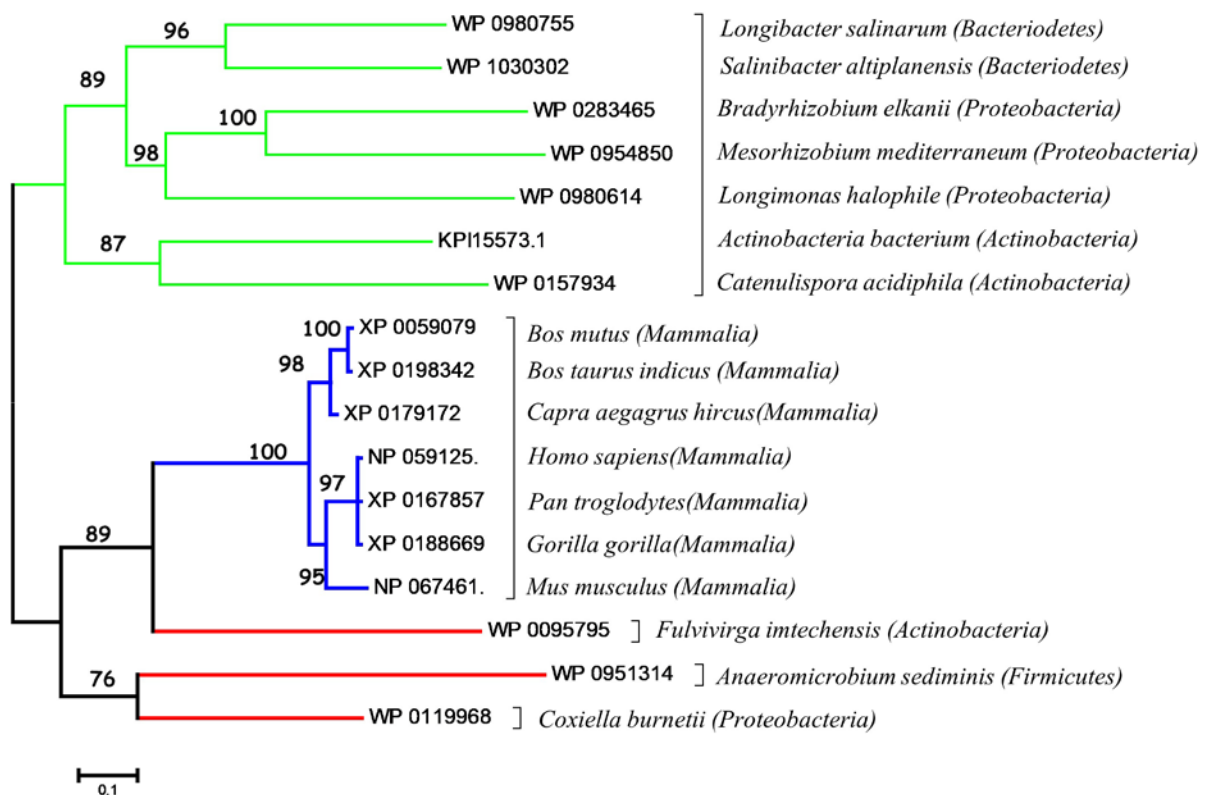 96
WP 0980755
Longibacter salinarum (Bacteriodetes)
WP 1030302
Salinibacter altiplanensis (Bacteriodetes)
89
100
WP 0283465
Bradyrhizobium elkanii (Proteobacteria)
98
WP 0954850
Mesorhizobium mediterraneum (Proteobacteria)
WP 0980614
Longimonas halophile (Proteobacteria)
87
KPI15573.1
Actinobacteria bacterium (Actinobacteria)
WP 0157934
Catenulispora acidiphila (Actinobacteria)
100
XP 0059079
Bos mutus (Mammalia)
98
XP 0198342
Bos taurus indicus (Mammalia)
XP 0179172
Capra aegagrus hircus(Mammalia)
100
NP 059125.
Homo sapiens(Mammalia)
97
XP 0167857
Pan troglodytes(Mammalia)
89
XP 0188669
Gorilla gorilla(Mammalia)
95
NP 067461.
Mus musculus (Mammalia)
WP 0095795
Fulvivirga imtechensis (Actinobacteria)
76
WP 0951314
Anaeromicrobium sediminis (Firmicutes)
WP 0119968
Coxiella burnetii (Proteobacteria)
0.1